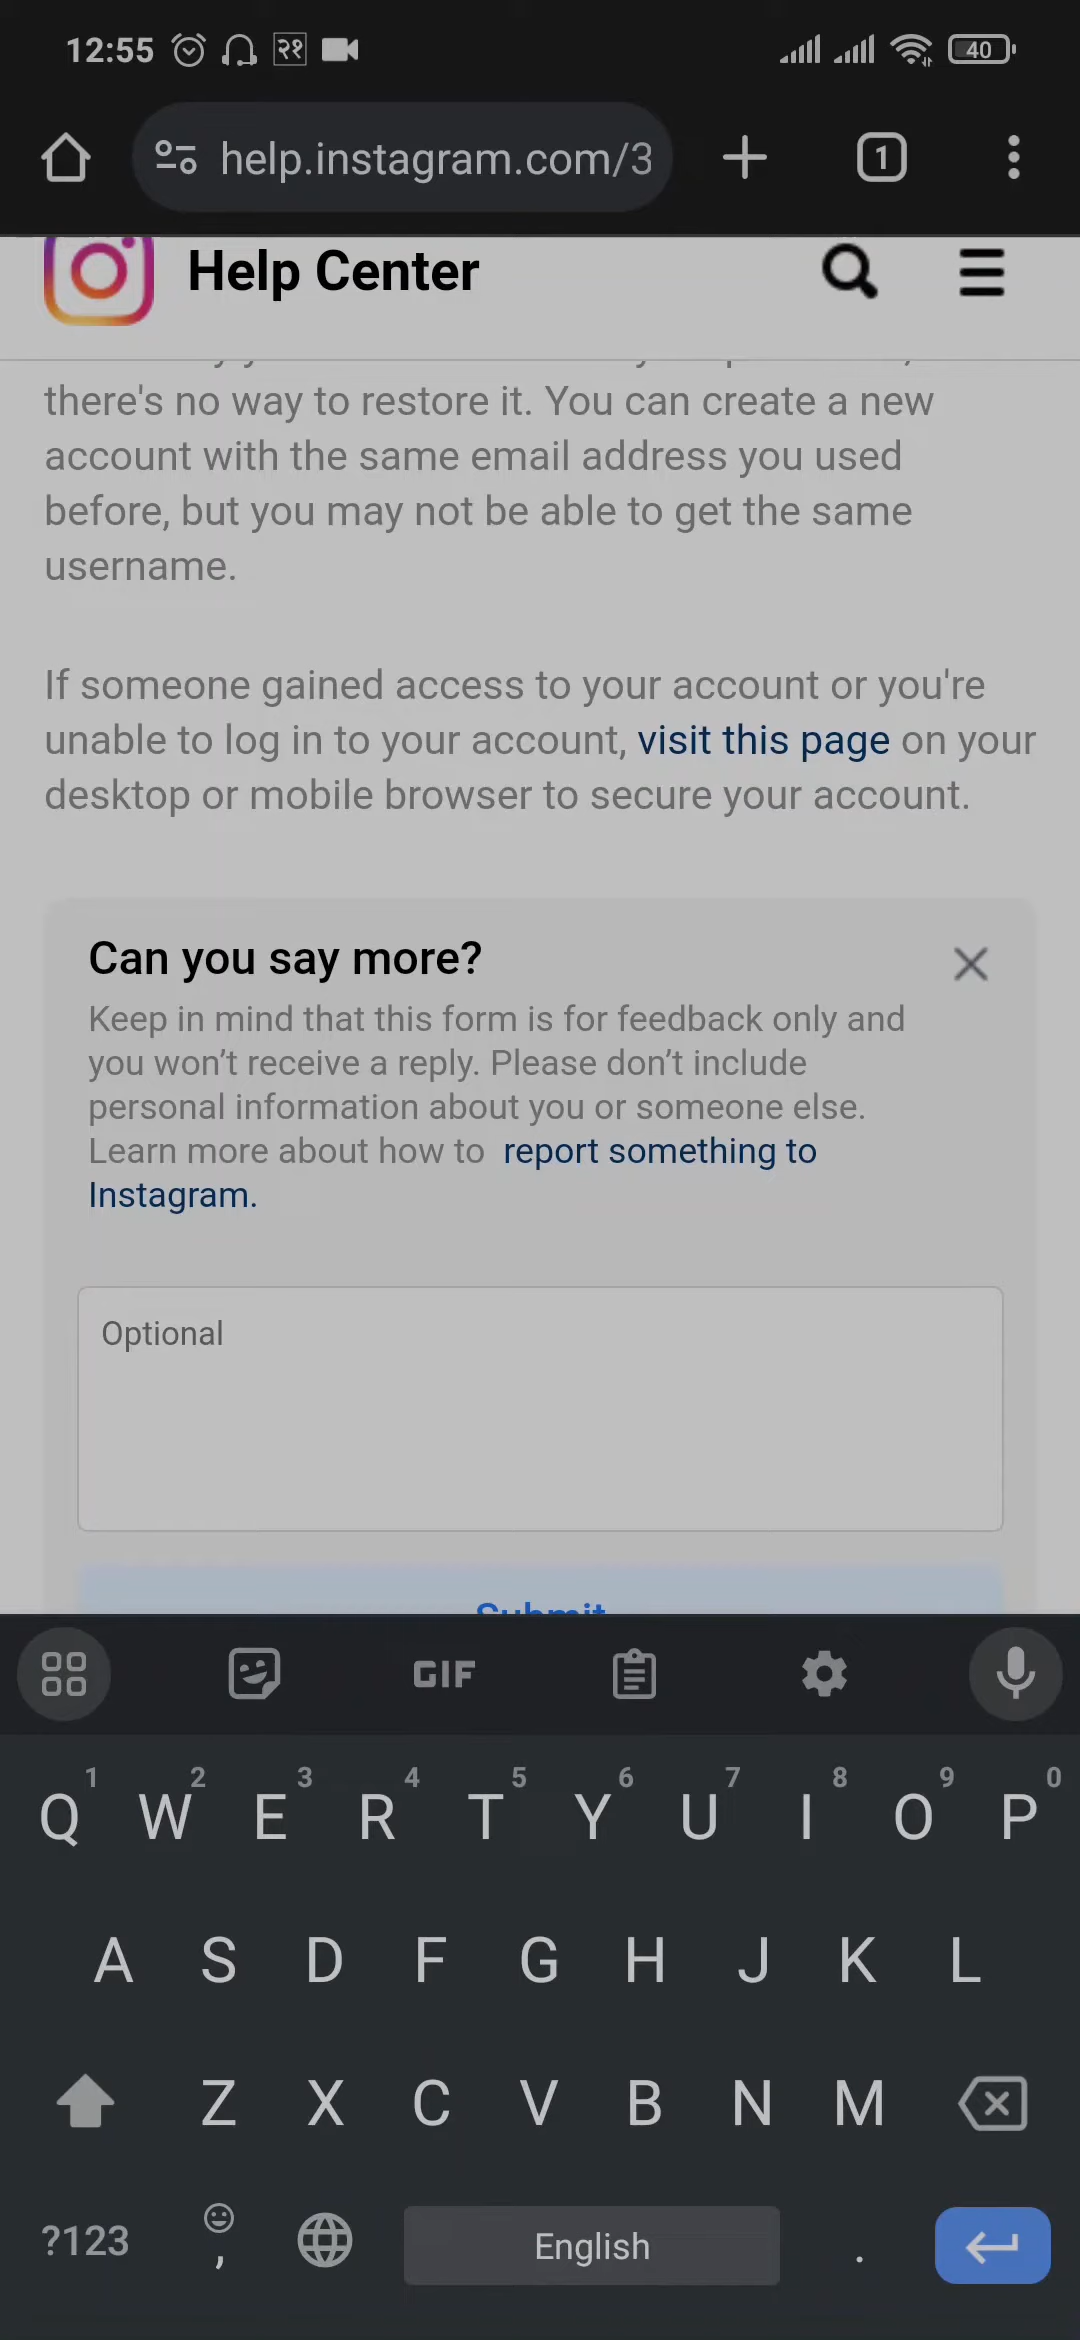 12:55 २१ 40
help.instagram.com/3 1
Help Center
there's no way to restore it. You can create a new
account with the same email address you used
before, but you may not be able to get the same
username.
If someone gained access to your account or you're
unable to log in to your account, visit this page on your
desktop or mobile browser to secure your account.
Can you say more?
Keep in mind that this form is for feedback only and
you won’t receive a reply. Please don’t include
personal information about you or someone else.
Learn more about how to report something to
Instagram.
Optional
Submit
GIF
1 2 3 4 5 6 7 8 9 0
Q W E R T Y U I O P
A S D F G H J K L
Z X C V B N M
?123 , English .